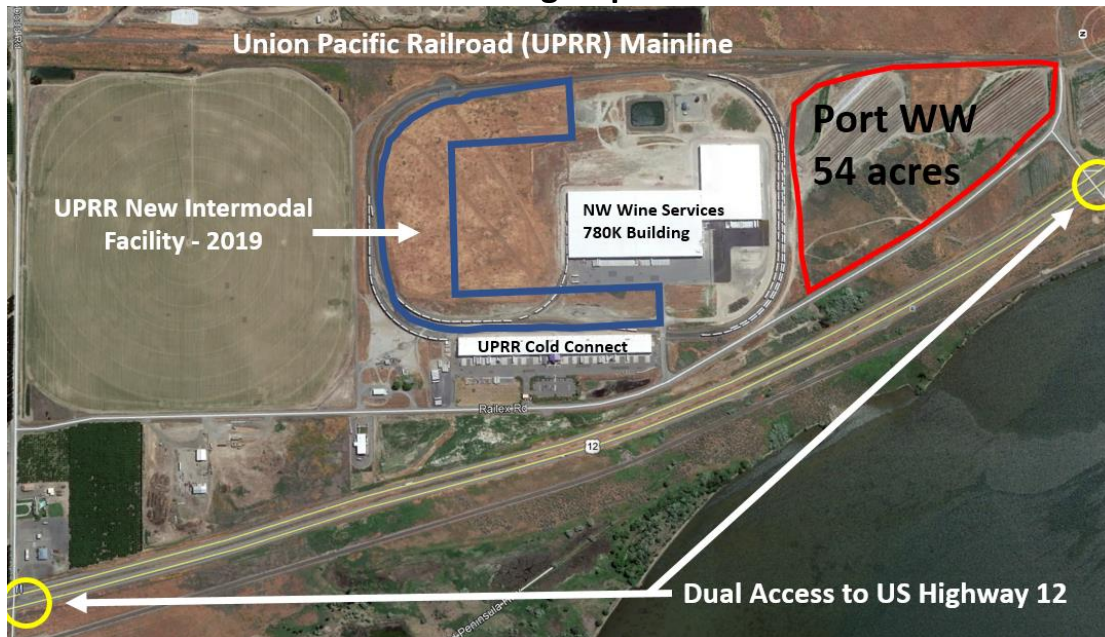 Union Pacific Railroad (UPRR) Mainline
Port WW
54 acres
UPRR New Intermodal
Facility - 2019
NW Wine Services
780K Building
UPRR Cold Connect
Railex Rd
12
Dual Access to US Highway 12